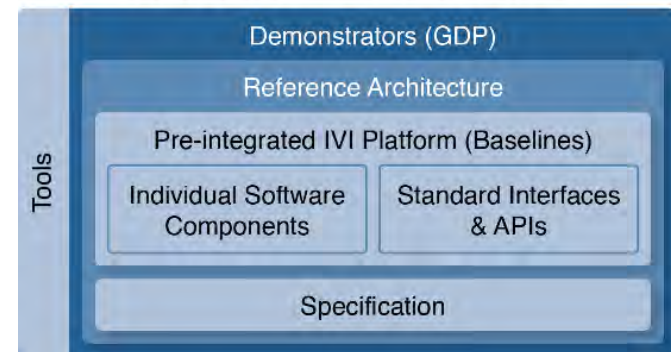 Tools
Demonstrators (GDP)
Reference Architecture
Pre-integrated IVI Platform (Baselines)
Individual Software
Components
Standard Interfaces
& APIs
Specification